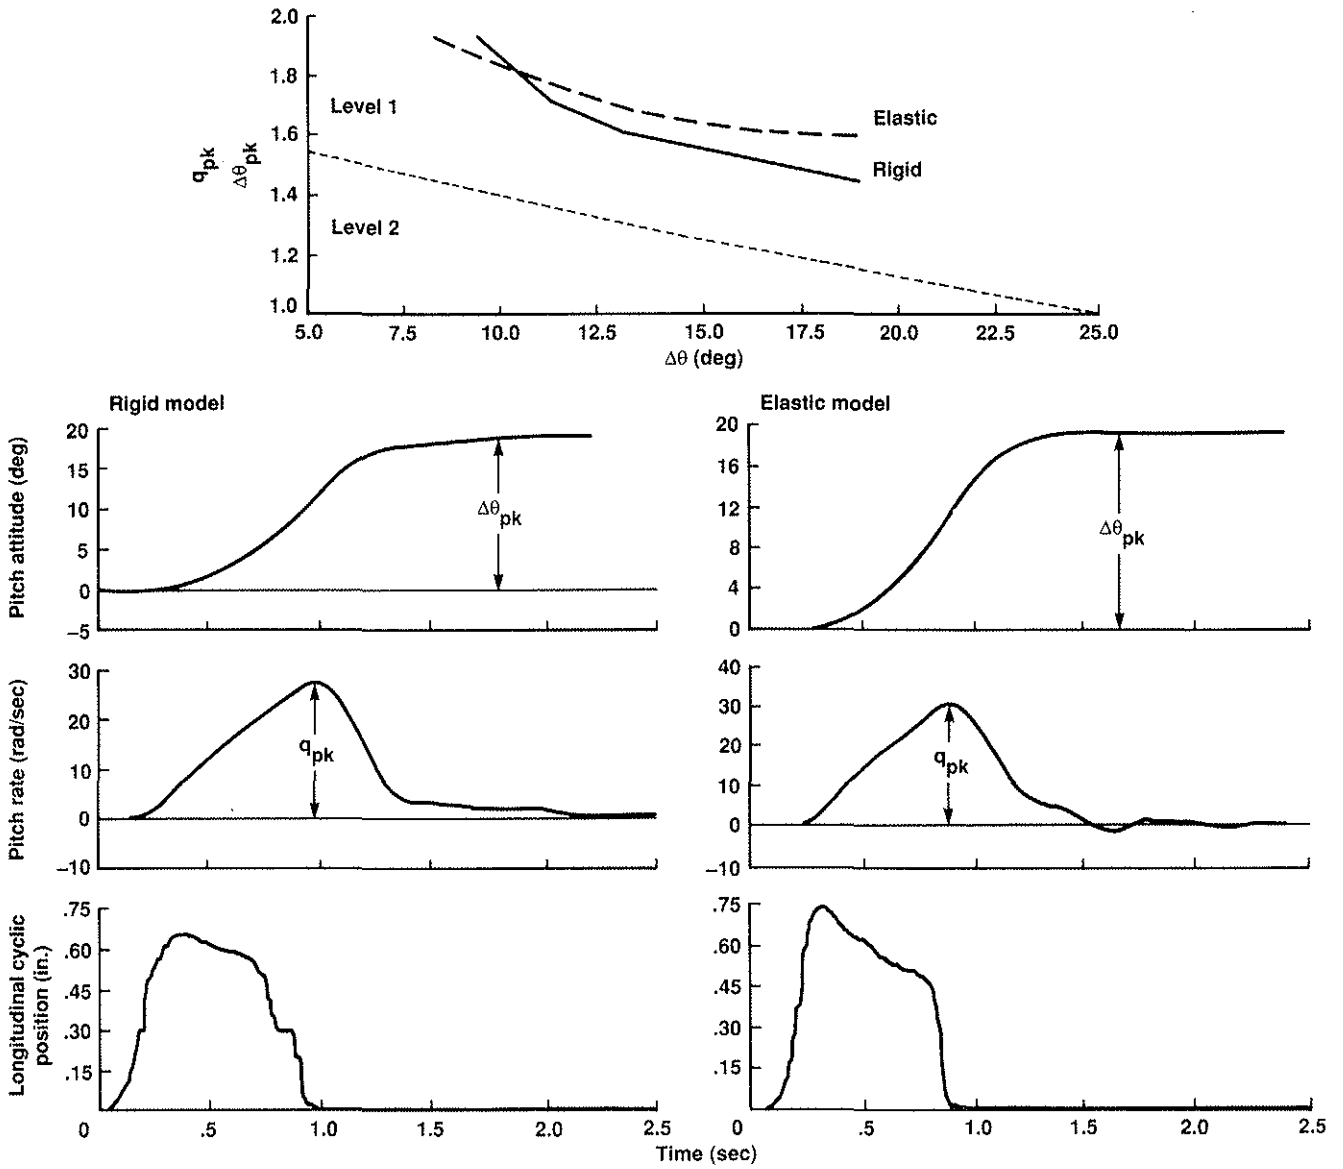 2.0
1.8
1.6
1.4
1.2
1.0
q pk
Δθ pk
Level 1
Level 2
Elastic
Rigid
5.0 7.5 10.0 12.5 15.0 17.5 20.0 22.5 25.0
Δθ (deg)
Rigid model
Pitch attitude (deg)
20
15
10
5
0
–5
Δθ pk
Elastic model
20
16
12
8
4
0
Δθ pk
Pitch rate (rad/sec)
30
20
10
0
–10
q pk
40
30
20
10
0
–10
q pk
Longitudinal cyclic
position (in.)
.75
.60
.45
.30
.15
0 .5 1.0 1.5 2.0 2.5
.75
.60
.45
.30
.15
0 .5 1.0 1.5 2.0 2.5
Time (sec)